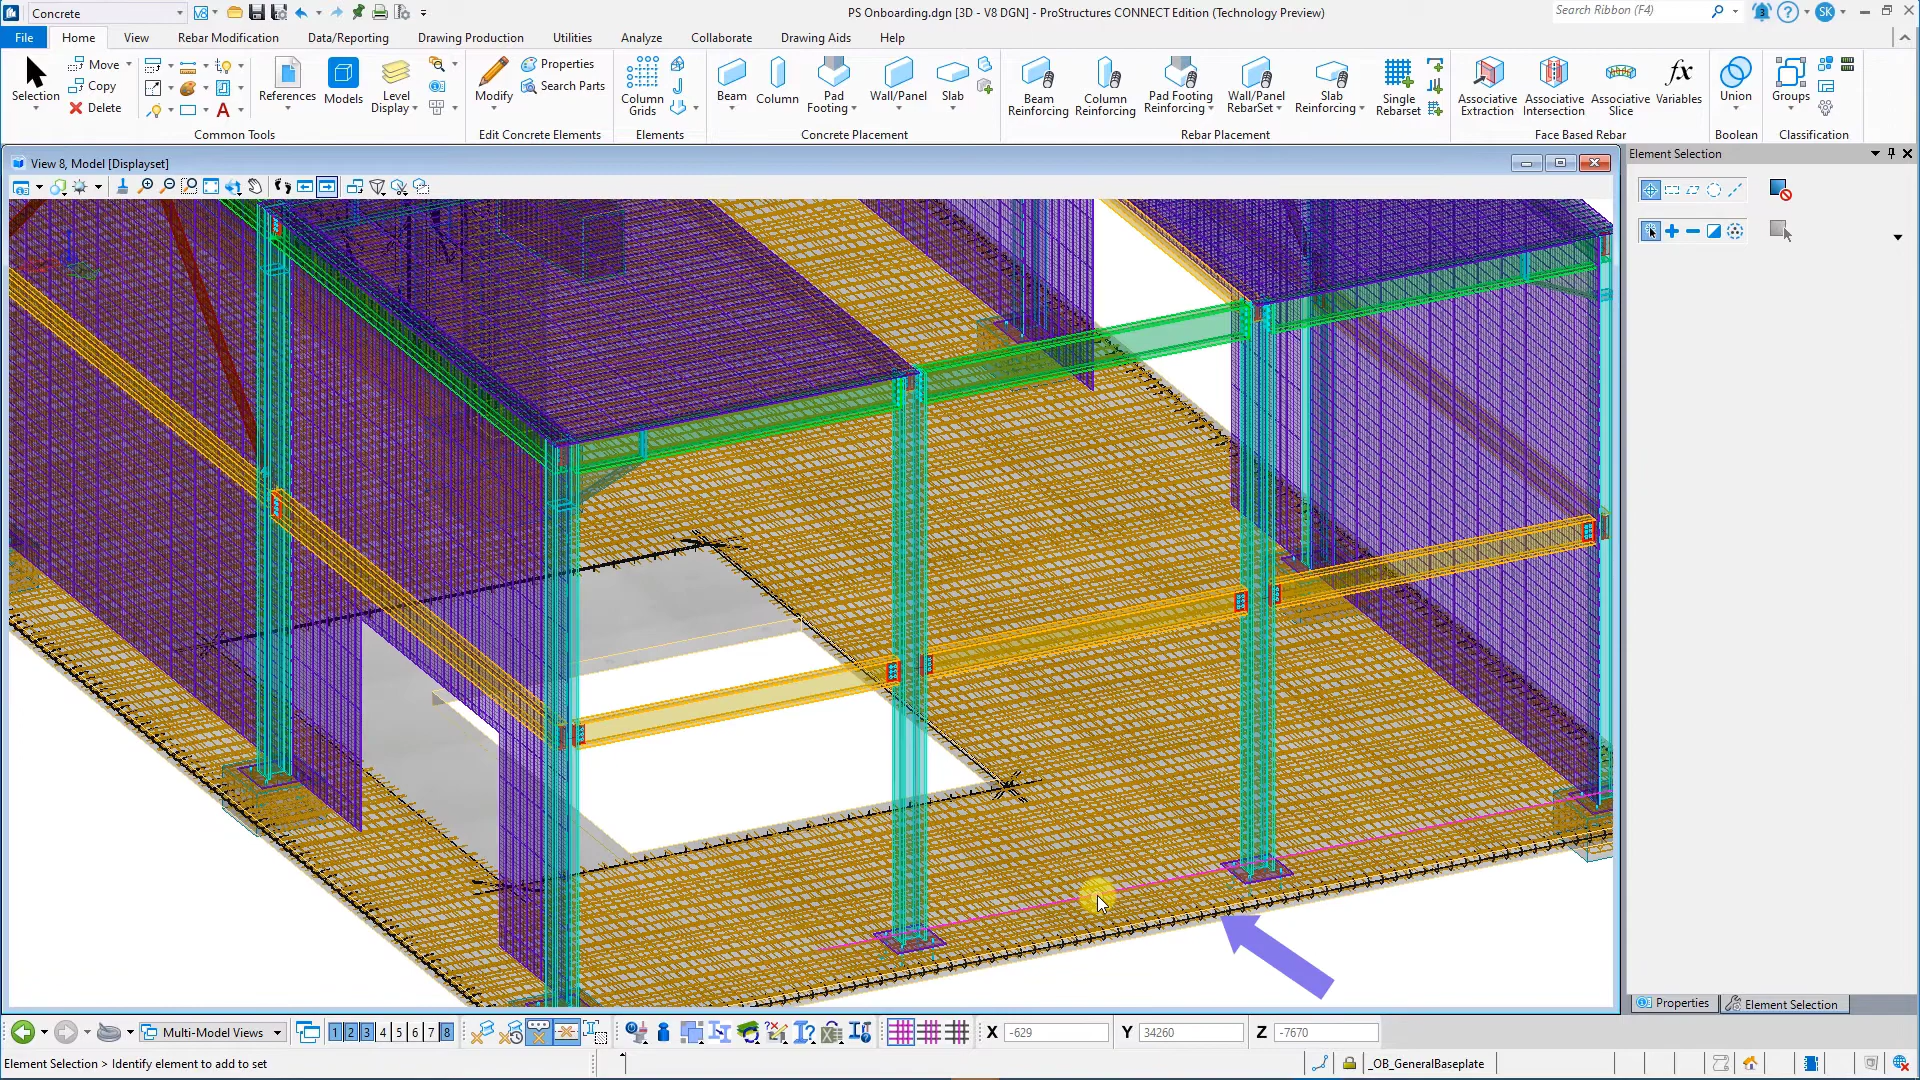 Concrete
PS Onboarding.dgn [3D - V8 DGN] - ProStructures CONNECT Edition (Technology Preview)
Search Ribbon (F4)
SK
File Home View Rebar Modification Data/Reporting Drawing Production Utilities Analyze Collaborate Drawing Aids Help
Selection
Move
Copy
Delete
References
Models
Level Display
Common Tools
Modify
Properties
Search Parts
Edit Concrete Elements
Column Grids
Elements
Beam
Column
Pad Footing
Wall/Panel
Slab
Concrete Placement
Beam Reinforcing
Column Reinforcing
Pad Footing Reinforcing
Wall/Panel RebarSet
Slab Reinforcing
Single Rebarset
Rebar Placement
Associative Extraction
Associative Intersection
Associative Slice
fx
Variables
Face Based Rebar
Union
Boolean
Groups
Classification
View 8, Model [Displayset]
Element Selection
Properties
Element Selection
Multi-Model Views
1 2 3 4 5 6 7 8
X -629
Y 34260
Z -7670
Element Selection > Identify element to add to set
_OB_GeneralBaseplate